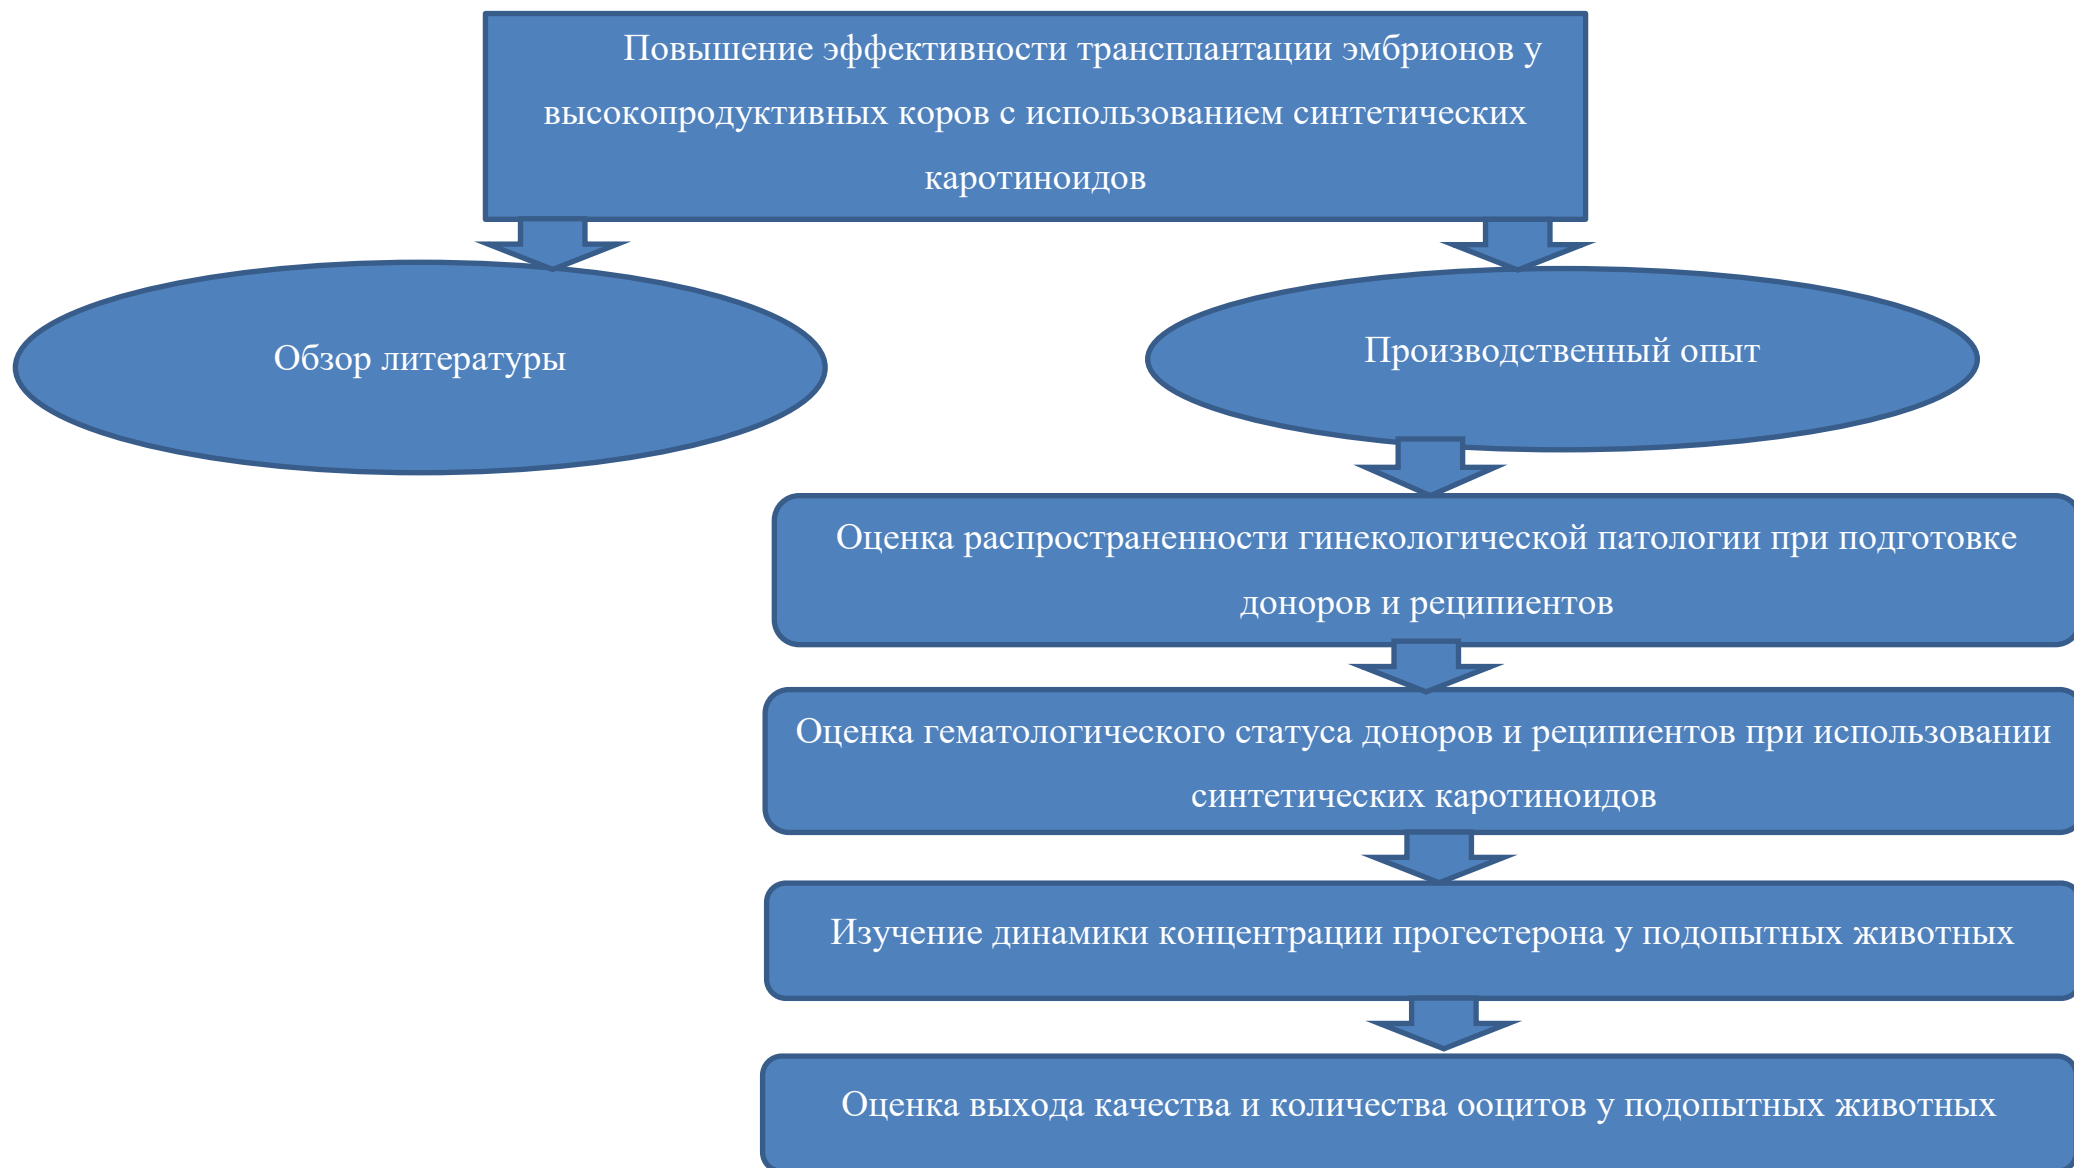 Повышение эффективности трансплантации эмбрионов у
высокопродуктивных коров с использованием синтетических
каротиноидов
Обзор литературы
Производственный опыт
Оценка распространенности гинекологической патологии при подготовке
доноров и реципиентов
Оценка гематологического статуса доноров и реципиентов при использовании
синтетических каротиноидов
Изучение динамики концентрации прогестерона у подопытных животных
Оценка выхода качества и количества ооцитов у подопытных животных